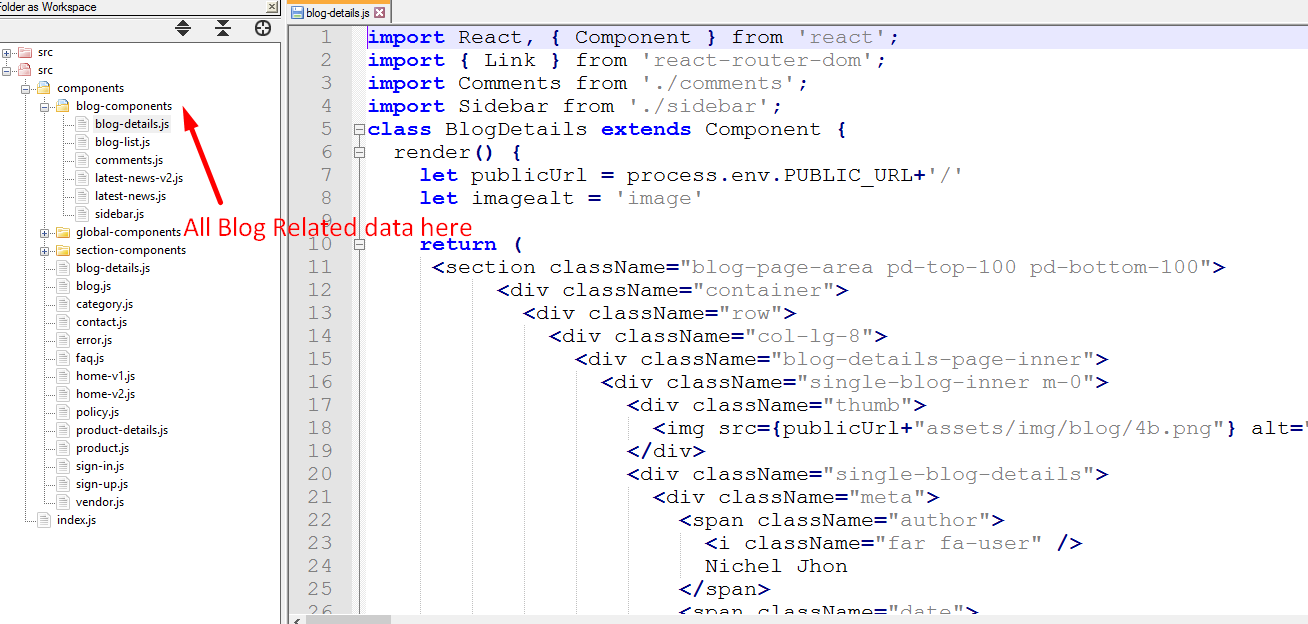 Folder as Workspace
src
src
components
blog-components
blog-details.js
blog-list.js
comments.js
latest-news-v2.js
latest-news.js
sidebar.js
global-components
section-components
blog-details.js
blog.js
category.js
contact.js
error.js
faq.js
home-v1.js
home-v2.js
policy.js
product-details.js
product.js
sign-in.js
sign-up.js
vendor.js
index.js
All Blog Related data here
blog-details.js
1 import React, { Component } from 'react';
2 import { Link } from 'react-router-dom';
3 import Comments from './comments';
4 import Sidebar from './sidebar';
5 class BlogDetails extends Component {
6 render() {
7 let publicUrl = process.env.PUBLIC_URL+'/'
8 let imagealt = 'image'
9
10 return (
11 <section className="blog-page-area pd-top-100 pd-bottom-100">
12 <div className="container">
13 <div className="row">
14 <div className="col-lg-8">
15 <div className="blog-details-page-inner">
16 <div className="single-blog-inner m-0">
17 <div className="thumb">
18 <img src={publicUrl+"assets/img/blog/4b.png"} alt=
19 </div>
20 <div className="single-blog-details">
21 <div className="meta">
22 <span className="author">
23 <i className="far fa-user" />
24 Nichel Jhon
25 </span>
26 <span className="date">